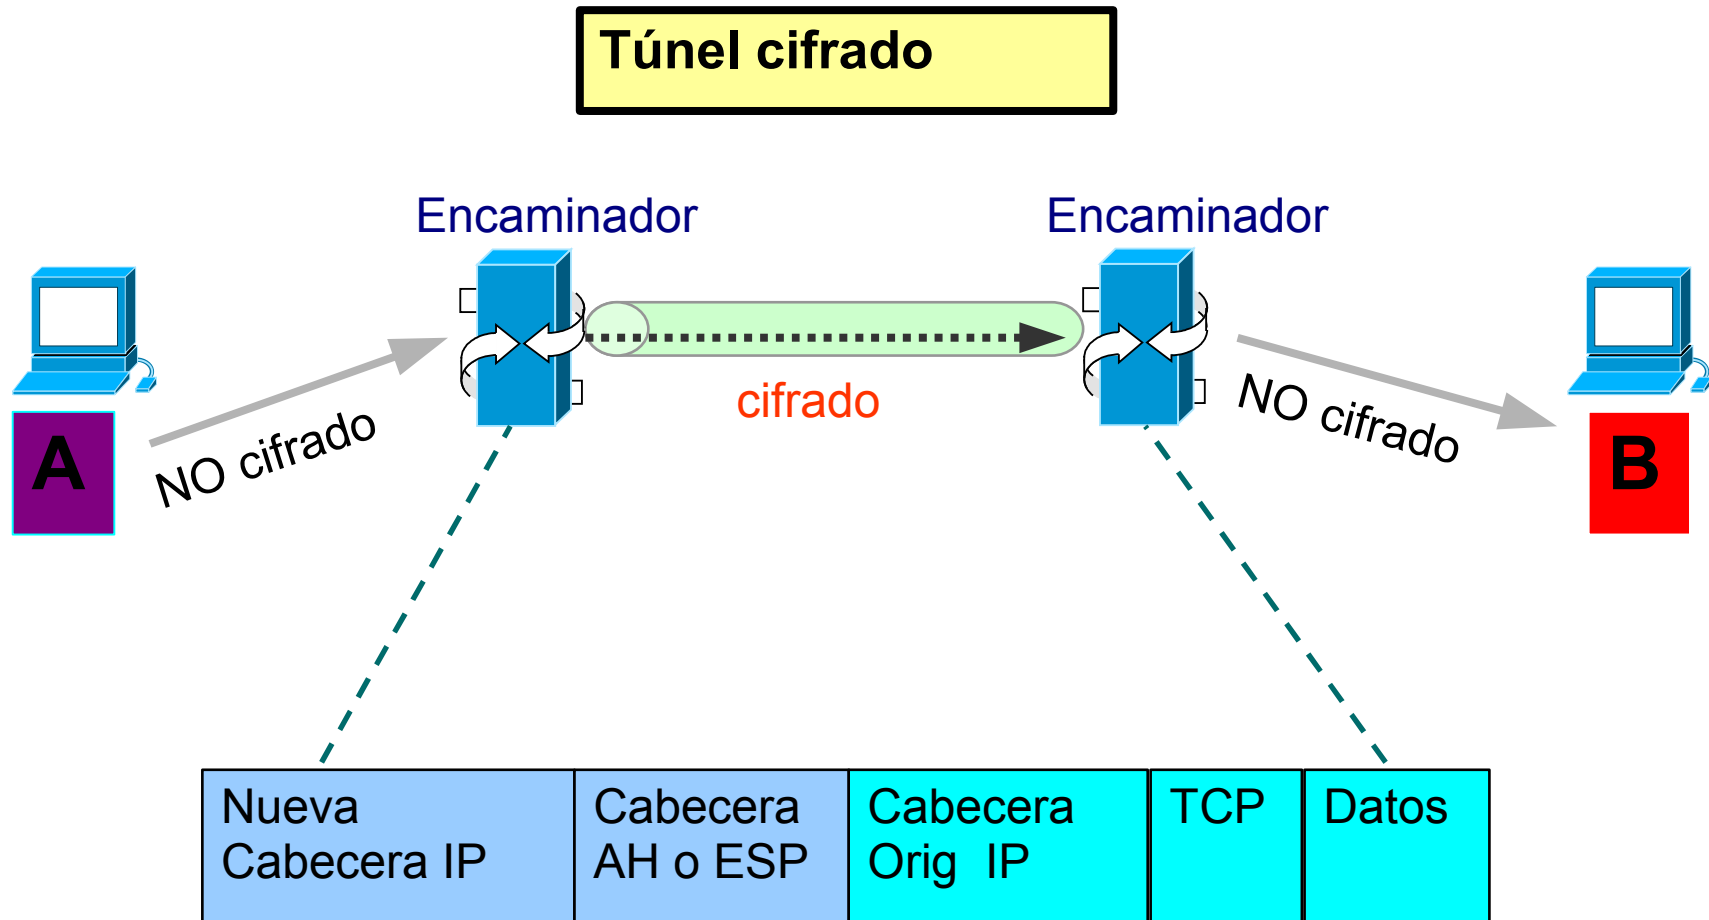 Túnel cifrado
Encaminador
Encaminador
cifrado
NO cifrado
NO cifrado
A
B
Nueva
Cabecera IP
Cabecera
AH o ESP
Cabecera
Orig IP
TCP
Datos